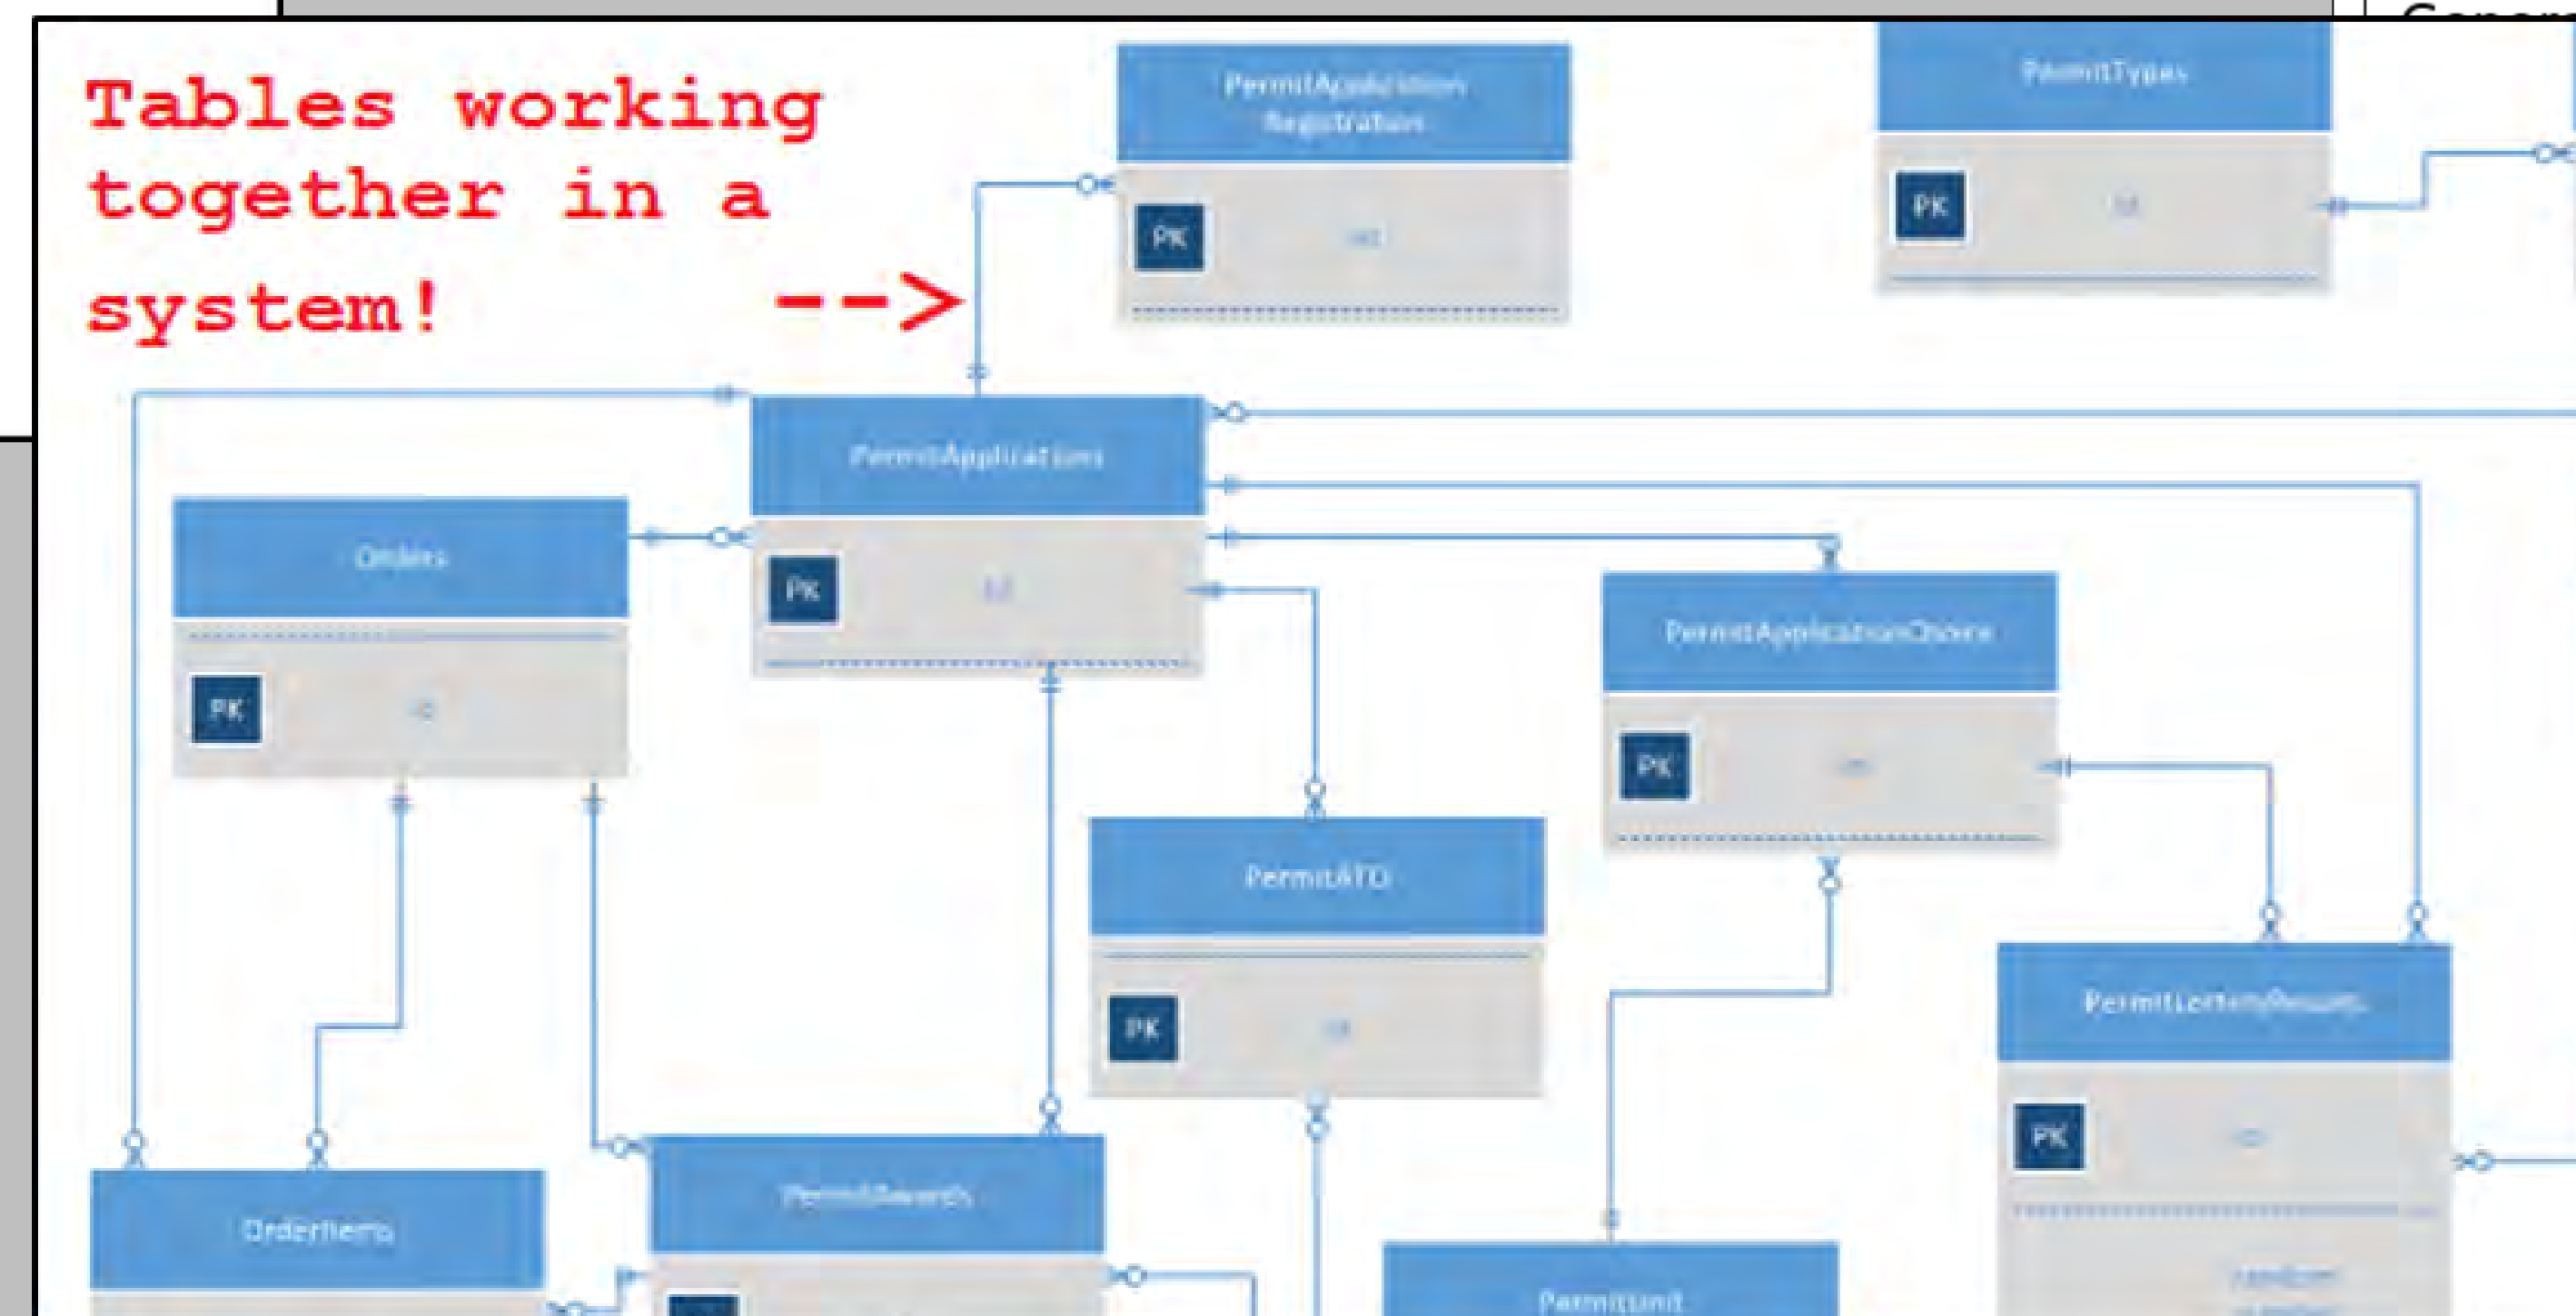 Tables working
together in a
system!
-->
PermitApplication
Registration
PK
PermitTypes
PK
PermitApplications
PK
Orders
PK
PermitApplicationChoice
PK
PermitATO
PK
PK
PermitAwards
OrderItems
PermitUnit